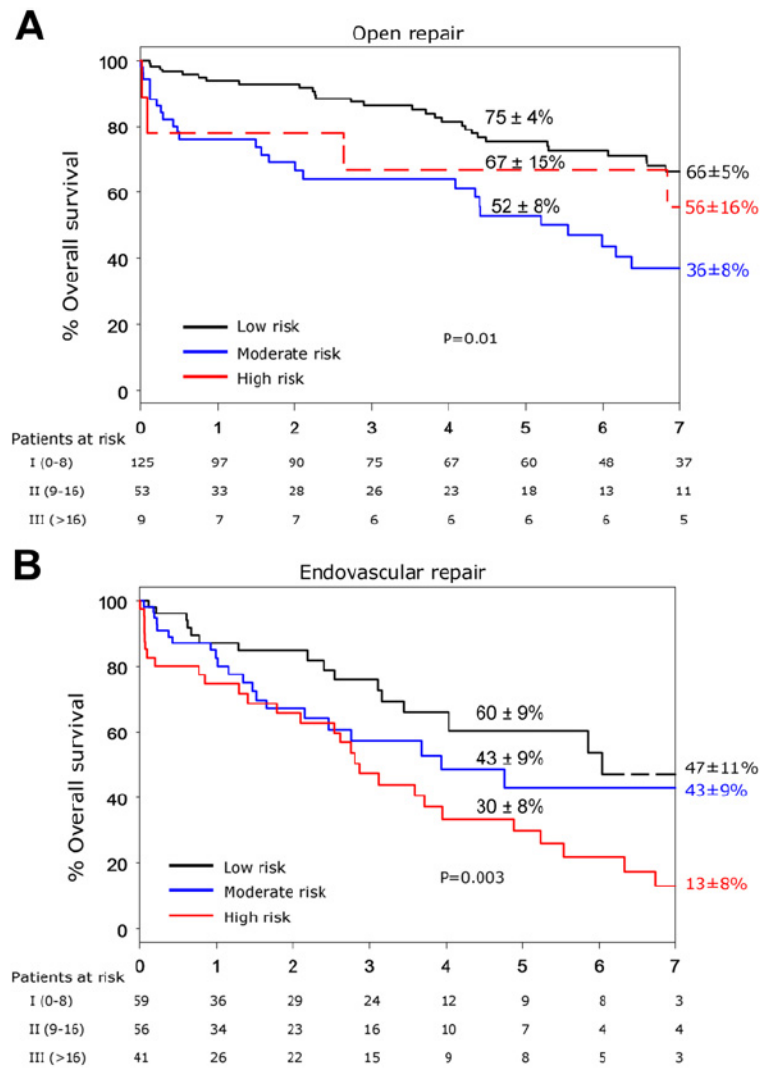 A
Open repair
% Overall survival
100
80
60
40
20
0
75 ± 4%
67 ± 15%
52 ± 8%
66±5%
56±16%
36±8%
Low risk
Moderate risk
High risk
P=0.01
0 1 2 3 4 5 6 7
Patients at risk
I (0-8) 125 97 90 75 67 60 48 37
II (9-16) 53 33 28 26 23 18 13 11
III (>16) 9 7 7 6 6 6 6 5
B
Endovascular repair
% Overall survival
100
80
60
40
20
0
60 ± 9%
43 ± 9%
30 ± 8%
47±11%
43±9%
13±8%
Low risk
Moderate risk
High risk
P=0.003
0 1 2 3 4 5 6 7
Patients at risk
I (0-8) 59 36 29 24 12 9 8 3
II (9-16) 56 34 23 16 10 7 4 4
III (>16) 41 26 22 15 9 8 5 3